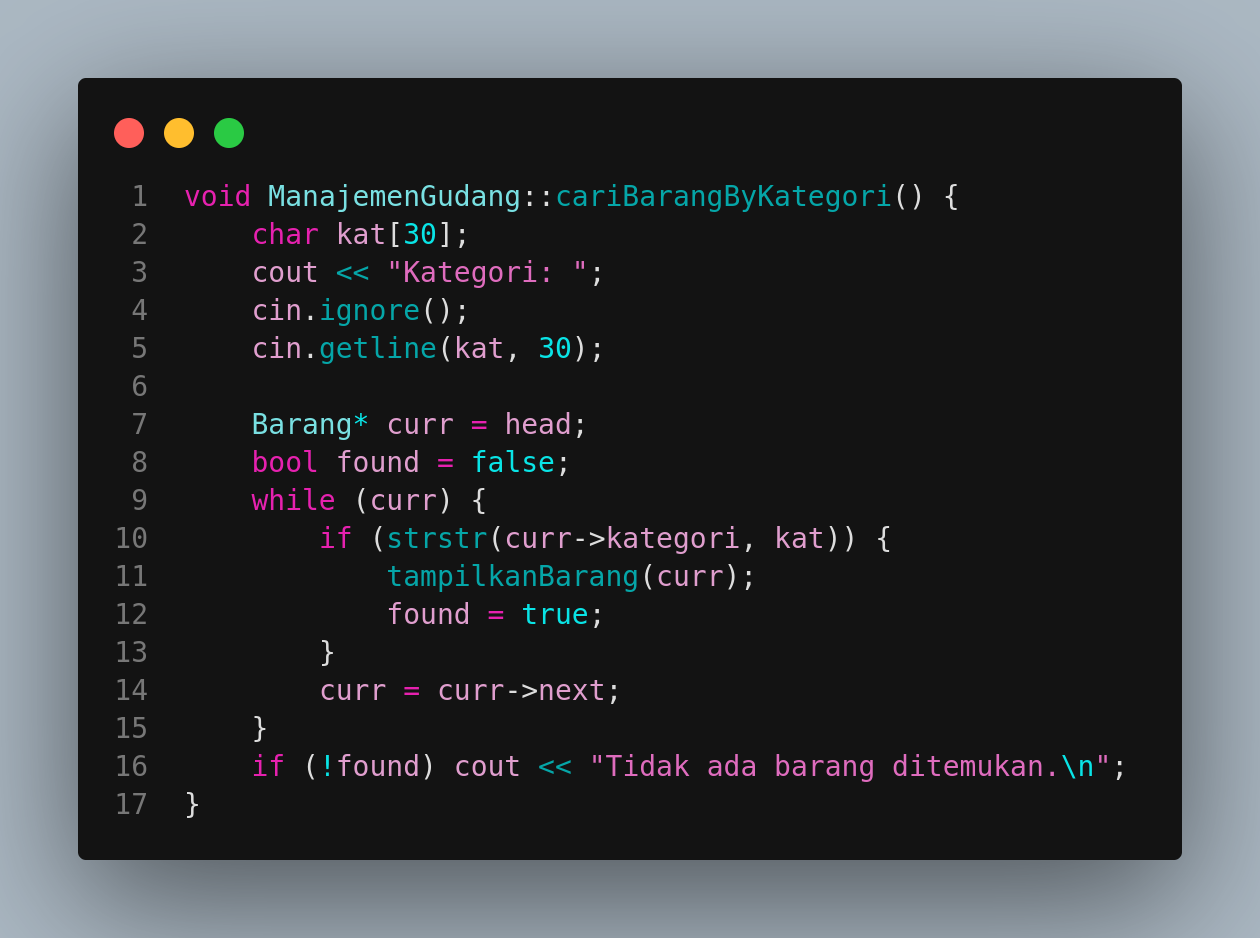 1 void ManajemenGudang::cariBarangByKategori() {
2     char kat[30];
3     cout << "Kategori: ";
4     cin.ignore();
5     cin.getline(kat, 30);
6
7     Barang* curr = head;
8     bool found = false;
9     while (curr) {
10         if (strstr(curr->kategori, kat)) {
11             tampilkanBarang(curr);
12             found = true;
13         }
14         curr = curr->next;
15     }
16     if (!found) cout << "Tidak ada barang ditemukan.\n";
17 }